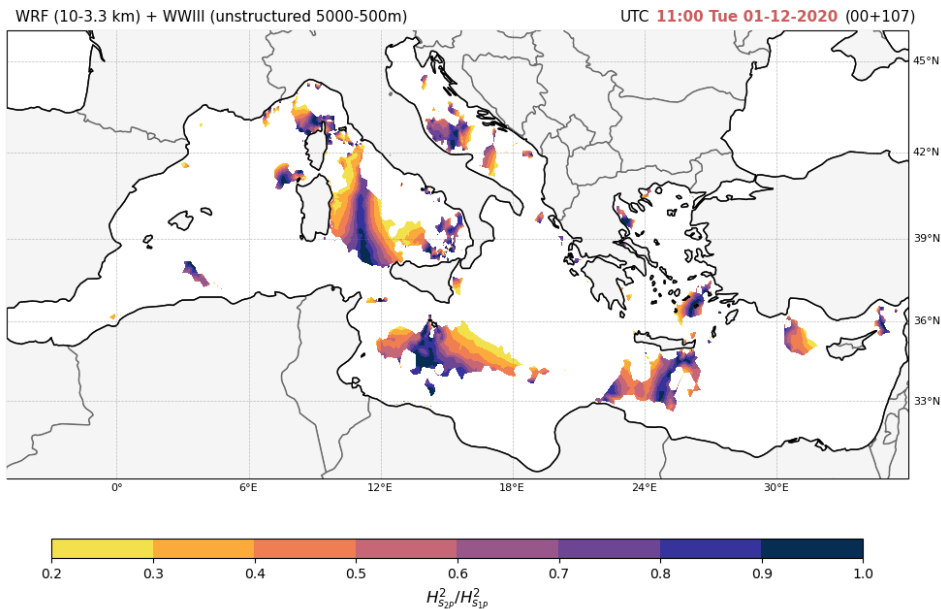 WRF (10-3.3 km) + WWIII (unstructured 5000-500m) UTC 11:00 Tue 01-12-2020 (00+107)
45°N
42°N
39°N
36°N
33°N
0° 6°E 12°E 18°E 24°E 30°E
0.2 0.3 0.4 0.5 0.6 0.7 0.8 0.9 1.0
H²ₛ₂ₚ/H²ₛ₁ₚ